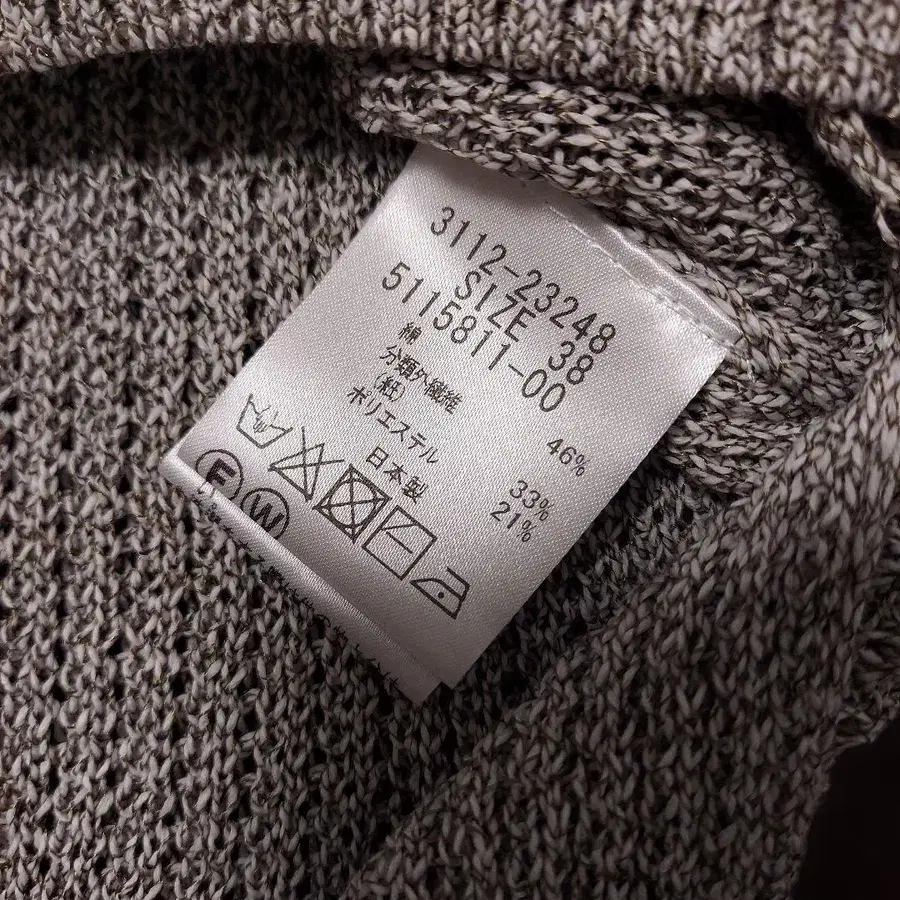 3112-23248
SIZE 38
5115811-00
綿 46%
分類外繊維
(紙) 33%
ポリエステル 21%
日本製
F W